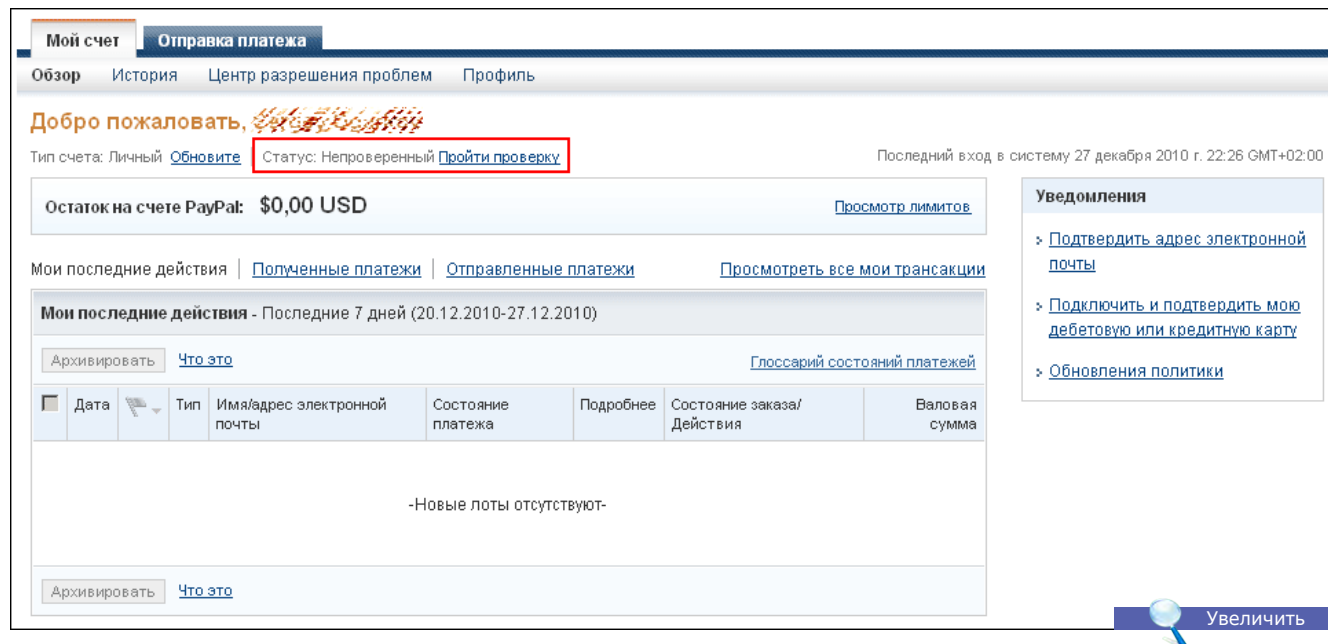 Мой счет Отправка платежа
Обзор История Центр разрешения проблем Профиль
Добро пожаловать,
Тип счета: Личный Обновите Статус: Непроверенный Пройти проверку Последний вход в систему 27 декабря 2010 г. 22:26 GMT+02:00
Остаток на счете PayPal: $0,00 USD Просмотр лимитов
Уведомления
Подтвердить адрес электронной
почты
Подключить и подтвердить мою
дебетовую или кредитную карту
Обновления политики
Мои последние действия Полученные платежи Отправленные платежи Просмотреть все мои трансакции
Мои последние действия - Последние 7 дней (20.12.2010-27.12.2010)
Архивировать Что это Глоссарий состояний платежей
Дата Тип Имя/адрес электронной почты Состояние платежа Подробнее Состояние заказа/Действия Валовая сумма
-Новые лоты отсутствуют-
Архивировать Что это
Увеличить